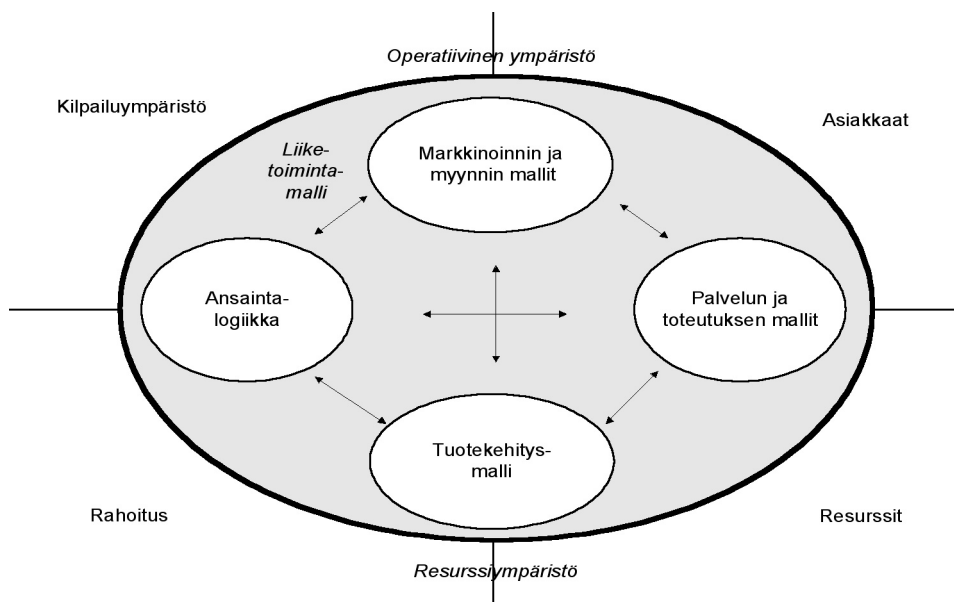 Operatiivinen ympäristö
Kilpailuympäristö
Asiakkaat
Liike-
toiminta-
malli
Markkinoinnin ja
myynnin mallit
Ansainta-
logiikka
Palvelun ja
toteutuksen mallit
Tuotekehitys-
malli
Rahoitus
Resurssit
Resurssiympäristö